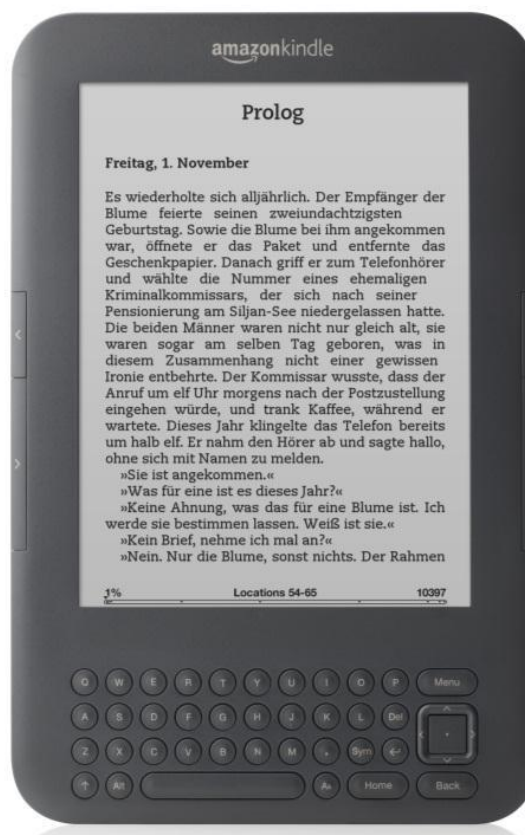 amazonkindle
Prolog
Freitag, 1. November
Es wiederholte sich alljährlich. Der Empfänger der
Blume feierte seinen zweiundachtzigsten
Geburtstag. Sowie die Blume bei ihm angekommen
war, öffnete er das Paket und entfernte das
Geschenkpapier. Danach griff er zum Telefonhörer
und wählte die Nummer eines ehemaligen
Kriminalkommissars, der sich nach seiner
Pensionierung am Siljan-See niedergelassen hatte.
Die beiden Männer waren nicht nur gleich alt, sie
waren sogar am selben Tag geboren, was in
diesem Zusammenhang nicht einer gewissen
Ironie entbehrte. Der Kommissar wusste, dass der
Anruf um elf Uhr morgens nach der Postzustellung
eingehen würde, und trank Kaffee, während er
wartete. Dieses Jahr klingelte das Telefon bereits
um halb elf. Er nahm den Hörer ab und sagte hallo,
ohne sich mit Namen zu melden.
»Sie ist angekommen.«
»Was für eine ist es dieses Jahr?«
»Keine Ahnung, was das für eine Blume ist. Ich
werde sie bestimmen lassen. Weiß ist sie.«
»Kein Brief, nehme ich mal an?«
»Nein. Nur die Blume, sonst nichts. Der Rahmen
1% Locations 54-65 10397
Q W E R T Y U I O P Menu
A S D F G H J K L Del
Z X C V B N M . Sym
Alt Aa Home Back